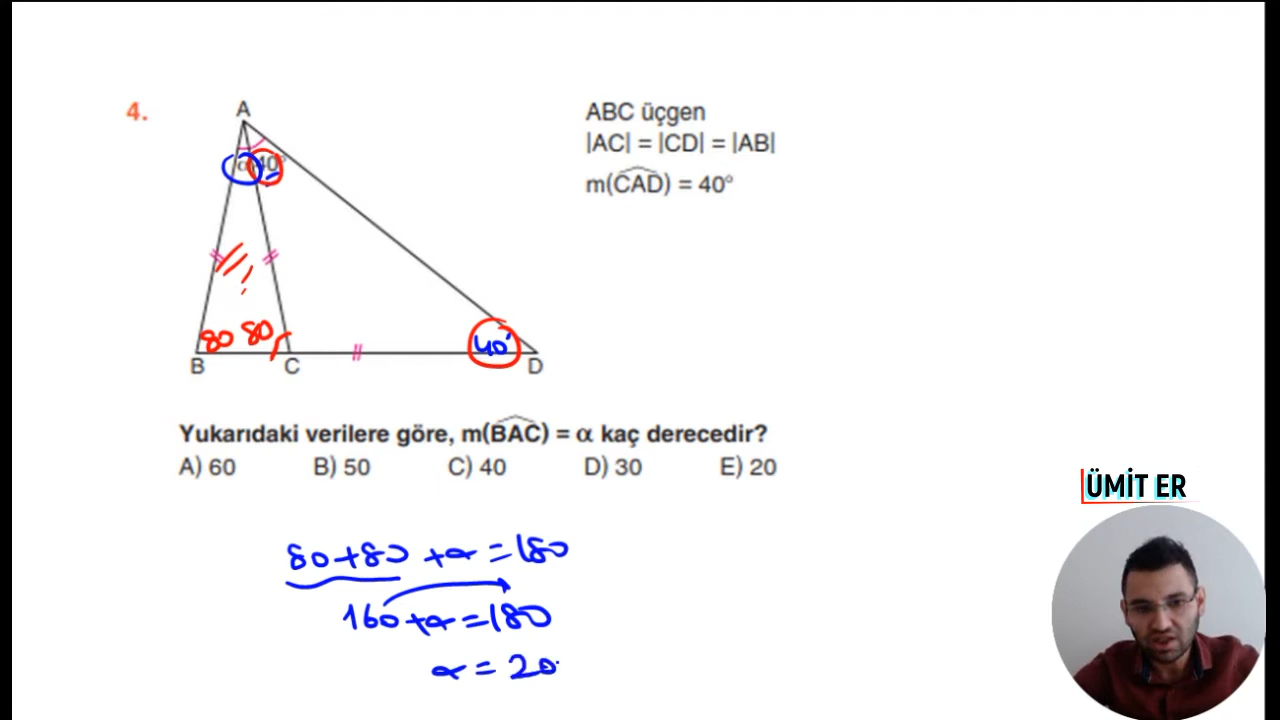 4.
A
ABC üçgen
|AC| = |CD| = |AB|
m(CAD) = 40°
α 40°
80 80
40°
B C D
Yukarıdaki verilere göre, m(BAC) = α kaç derecedir?
A) 60 B) 50 C) 40 D) 30 E) 20
ÜMİT ER
80+80 +α = 180
160+α = 180
α = 20